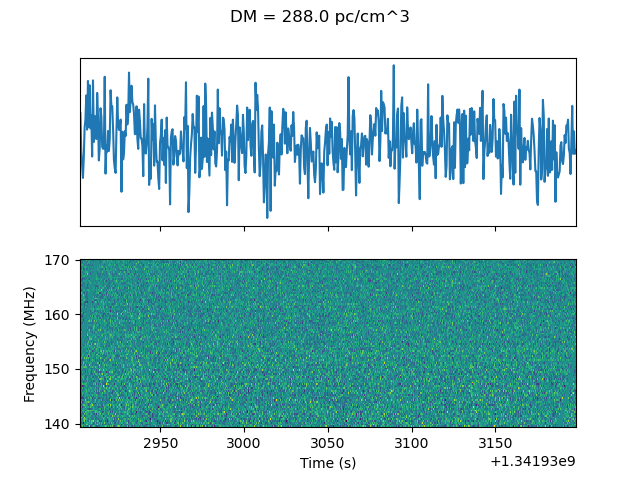 DM = 288.0 pc/cm^3
170
160
150
140
Frequency (MHz)
2950 3000 3050 3100 3150
Time (s)
+1.34193e9